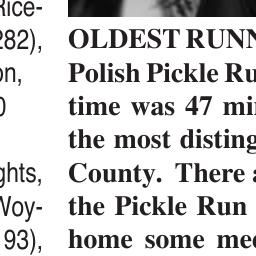 Rice-
282),
on,
0
ghts,
Woy-
93),
OLDEST RUNN
Polish Pickle Ru
time was 47 mi
the most disting
County. There a
the Pickle Run
home some me